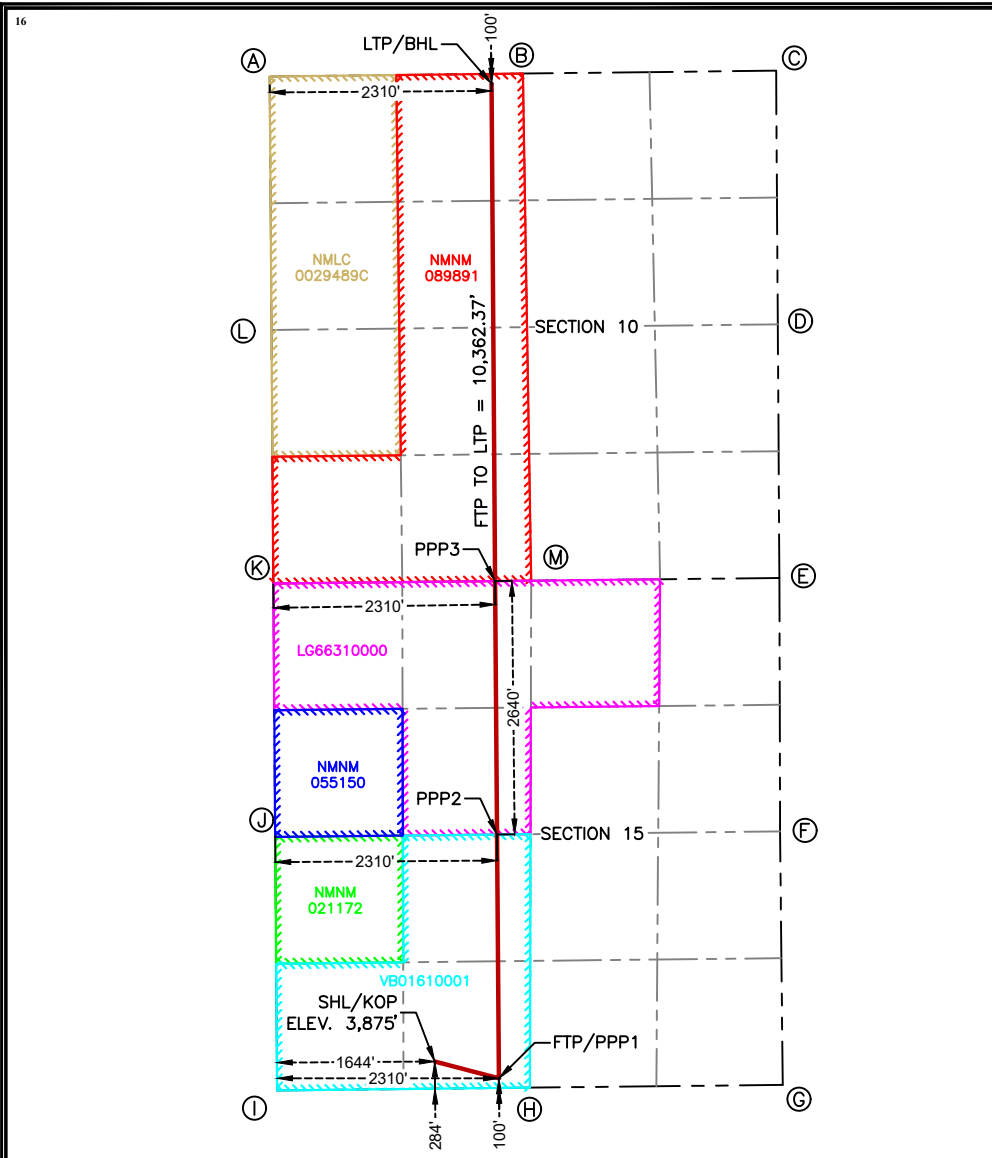 16
100'
LTP/BHL
A
B
C
2310'
NMLC
0029489C
NMNM
089891
L
SECTION 10
D
FTP TO LTP = 10,362.37'
PPP3
K
M
E
2310'
LG66310000
2640'
NMNM
055150
PPP2
J
SECTION 15
F
2310'
NMNM
021172
VB01610001
SHL/KOP
ELEV. 3,875'
FTP/PPP1
1644'
2310'
I
H
G
284'
100'